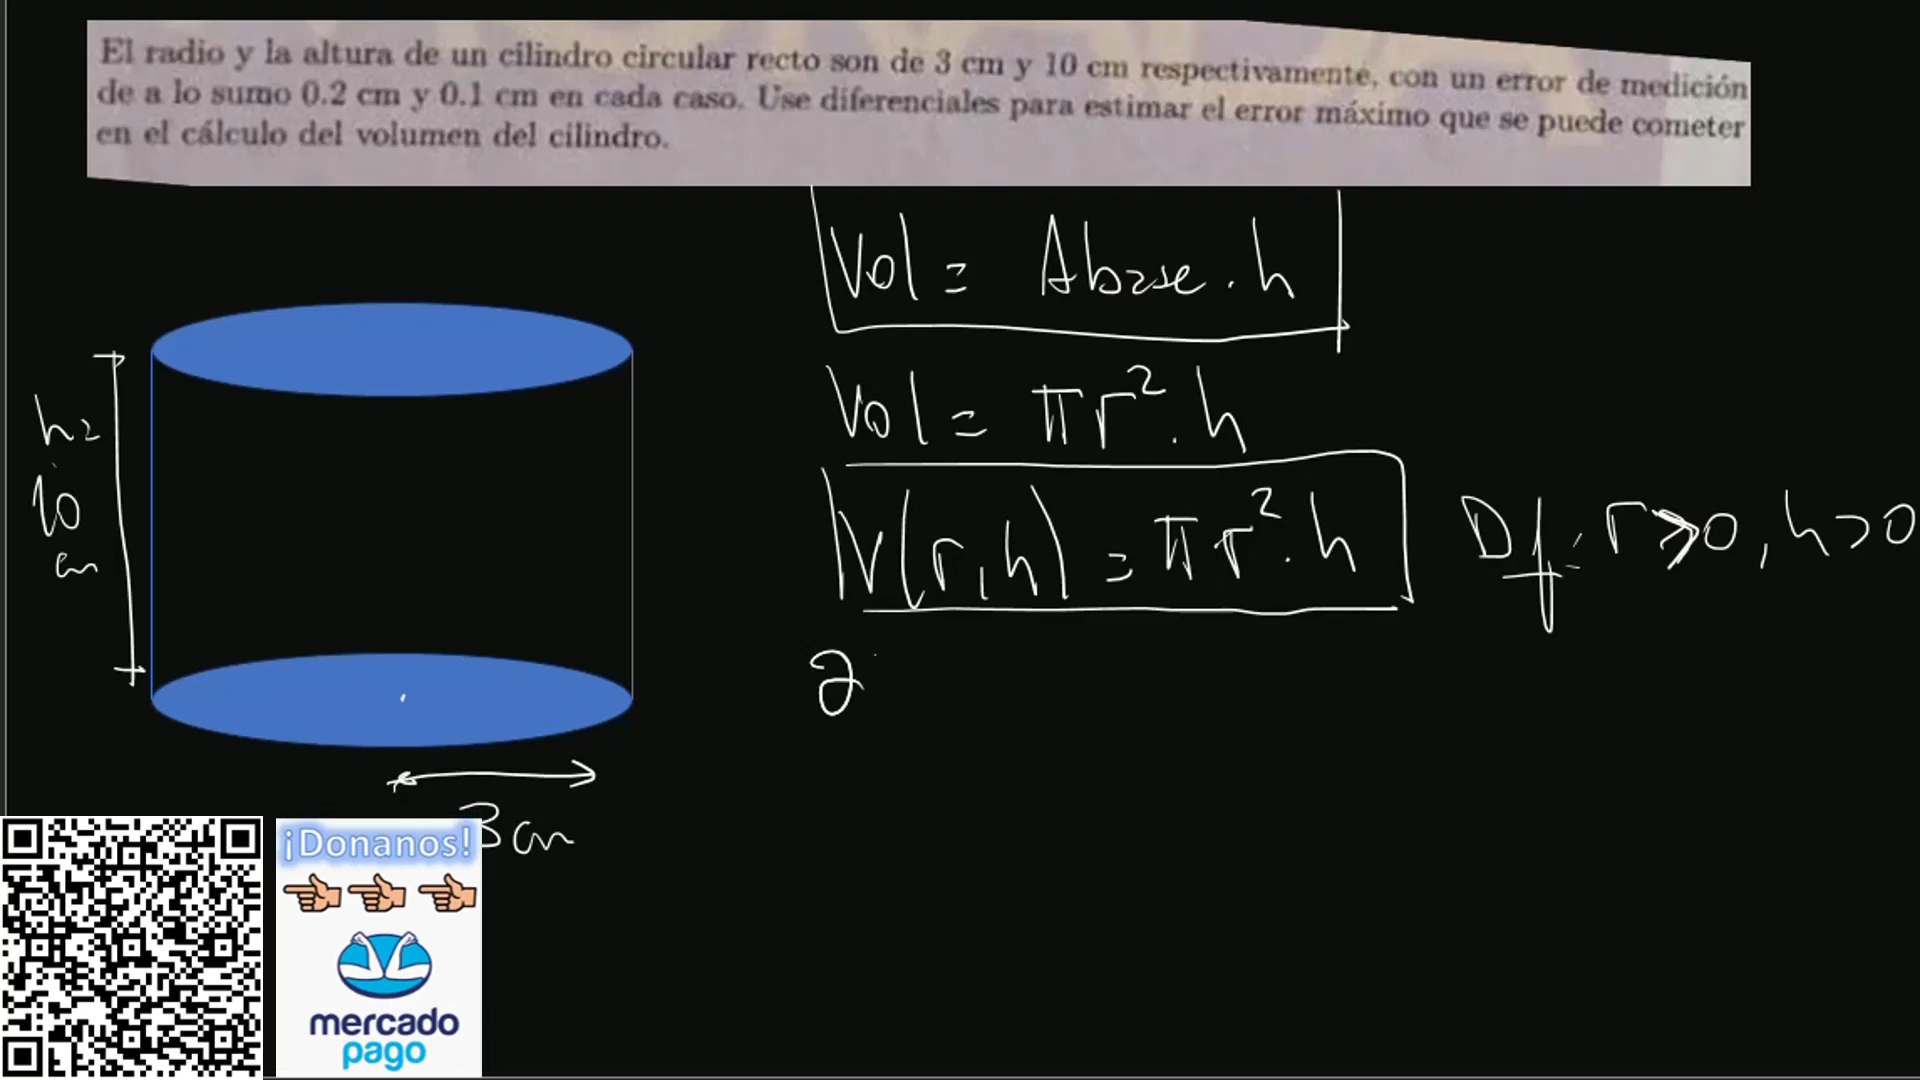 El radio y la altura de un cilindro circular recto son de 3 cm y 10 cm respectivamente, con un error de medición
de a lo sumo 0.2 cm y 0.1 cm en cada caso. Use diferenciales para estimar el error máximo que se puede cometer
en el cálculo del volumen del cilindro.
Vol = Abase . h
Vol = πr² . h
V(r,h) = πr² . h Df: r>0, h>0
∂
h=
10
cm
3 cm
¡Donanos!
mercado
pago